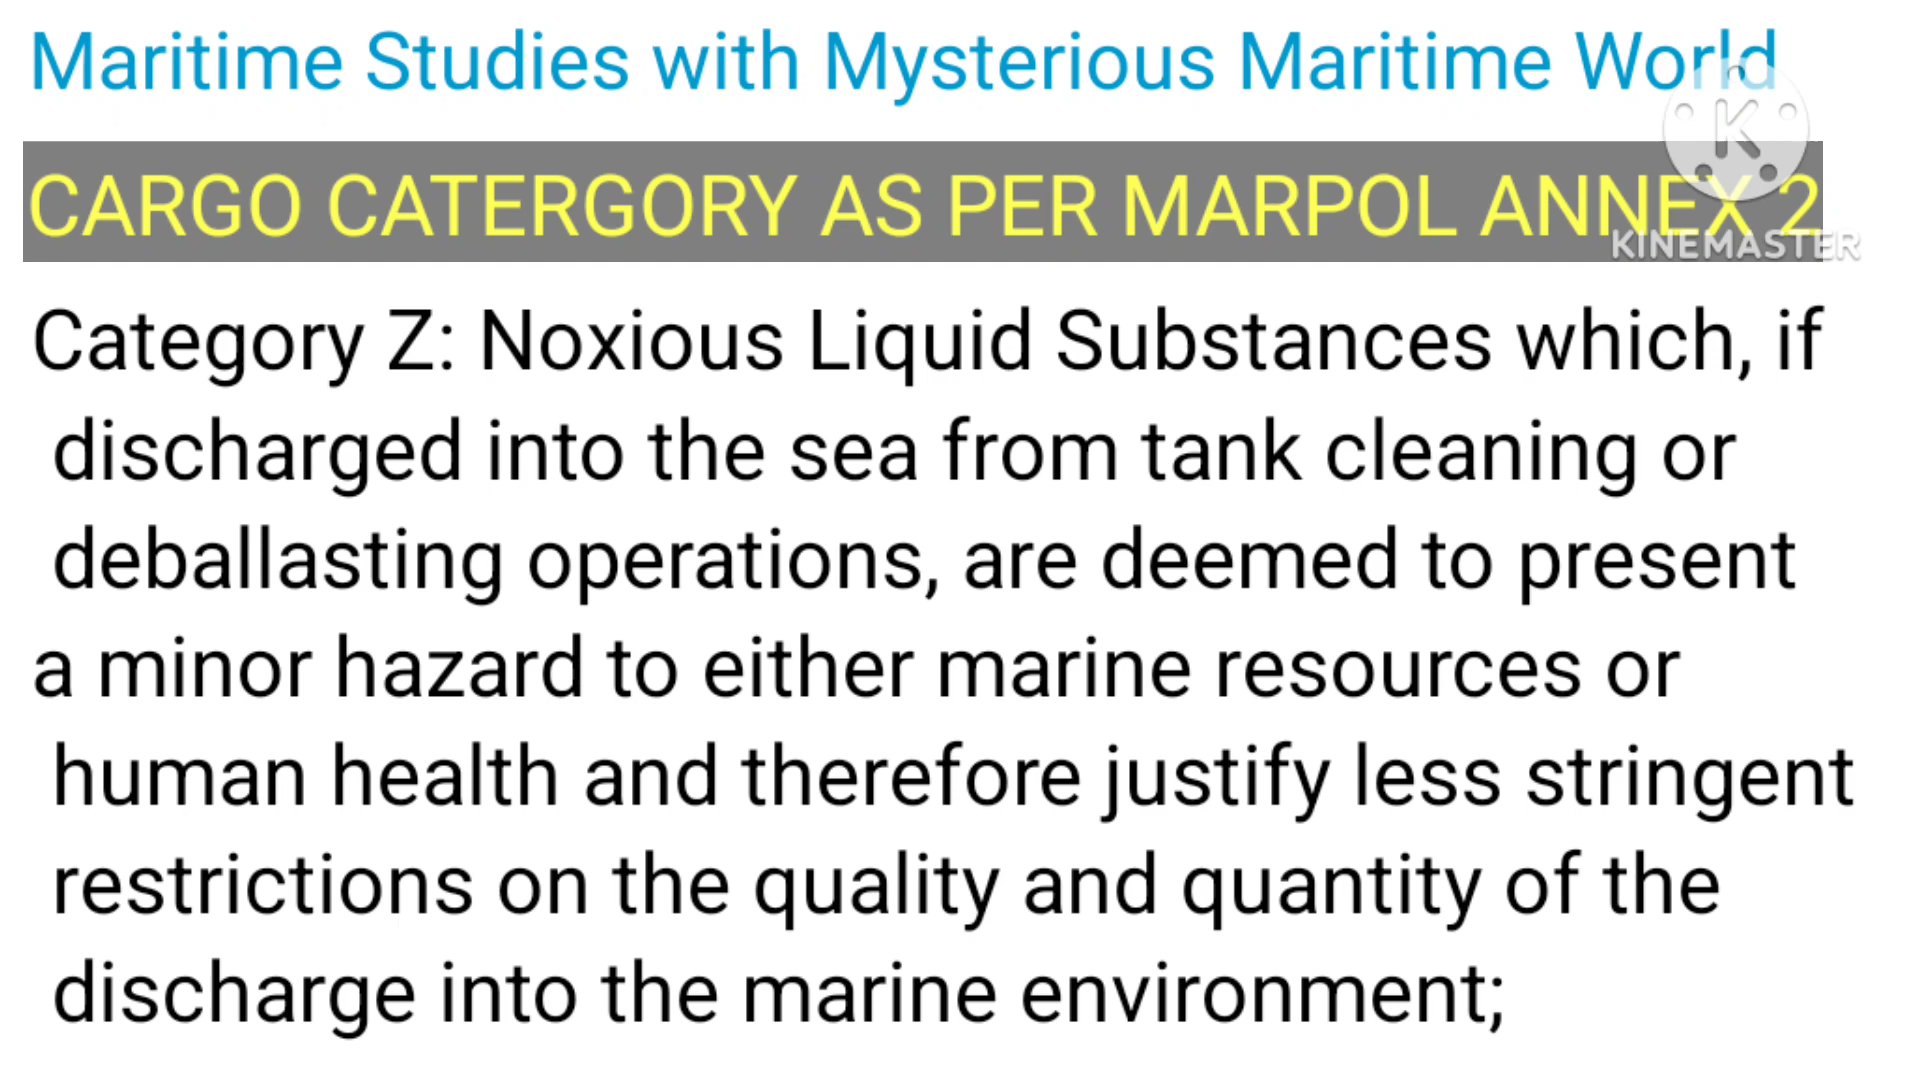 Maritime Studies with Mysterious Maritime World
K
CARGO CATERGORY AS PER MARPOL ANNEX 2
KINEMASTER
Category Z: Noxious Liquid Substances which, if
discharged into the sea from tank cleaning or
deballasting operations, are deemed to present
a minor hazard to either marine resources or
human health and therefore justify less stringent
restrictions on the quality and quantity of the
discharge into the marine environment;